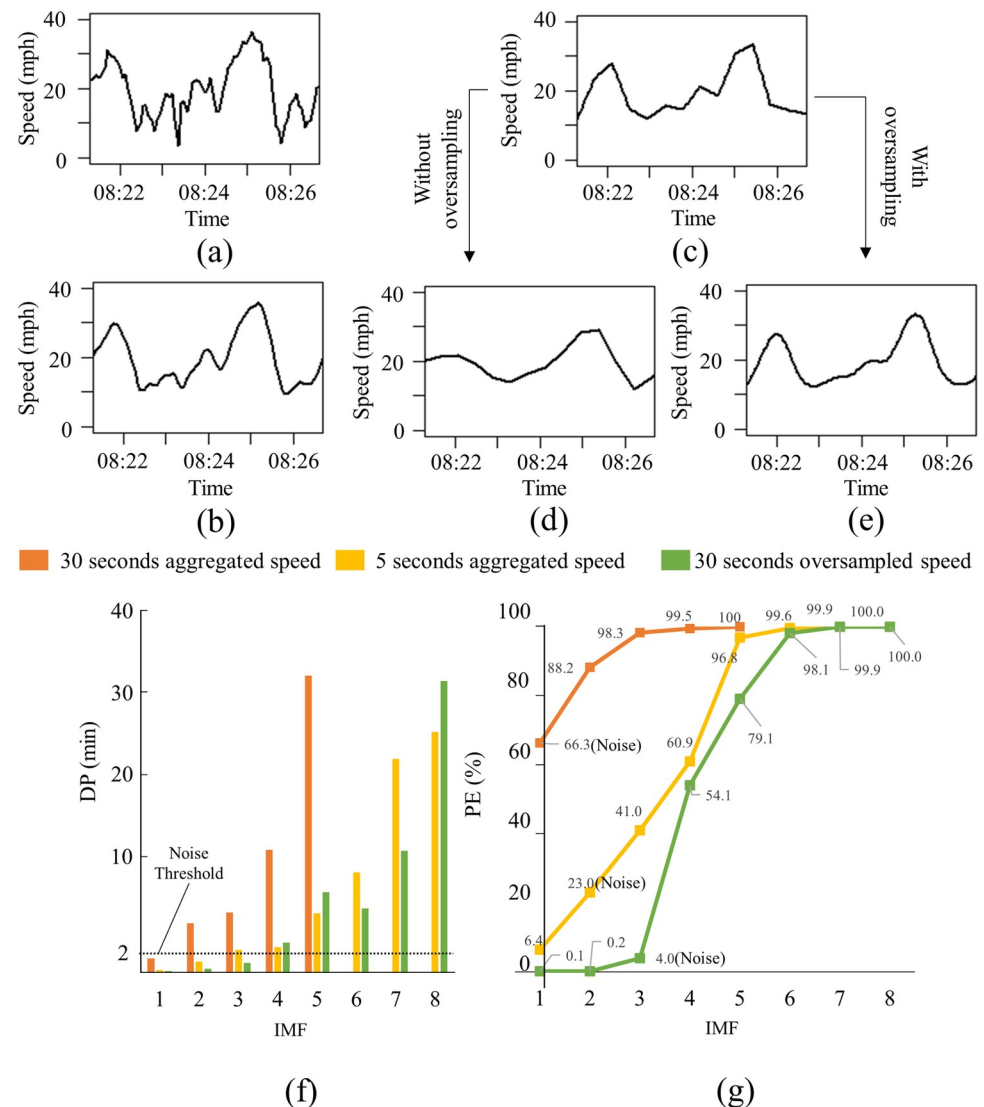 40
20
0
Speed (mph)
08:22 08:24 08:26
Time
(a)
40
20
0
Speed (mph)
08:22 08:24 08:26
Time
(c)
Without
oversampling
With
oversampling
40
20
0
Speed (mph)
08:22 08:24 08:26
Time
(b)
40
20
0
Speed (mph)
08:22 08:24 08:26
Time
(d)
40
20
0
Speed (mph)
08:22 08:24 08:26
Time
(e)
30 seconds aggregated speed 5 seconds aggregated speed 30 seconds oversampled speed
40
30
20
10
2
DP (min)
Noise
Threshold
1 2 3 4 5 6 7 8
IMF
(f)
100
80
60
40
20
0
PE (%)
66.3(Noise)
88.2
98.3
99.5
100
6.4
23.0(Noise)
41.0
60.9
96.8
99.6
99.9
100.0
0.1
0.2
4.0(Noise)
54.1
79.1
98.1
99.9
100.0
1 2 3 4 5 6 7 8
IMF
(g)